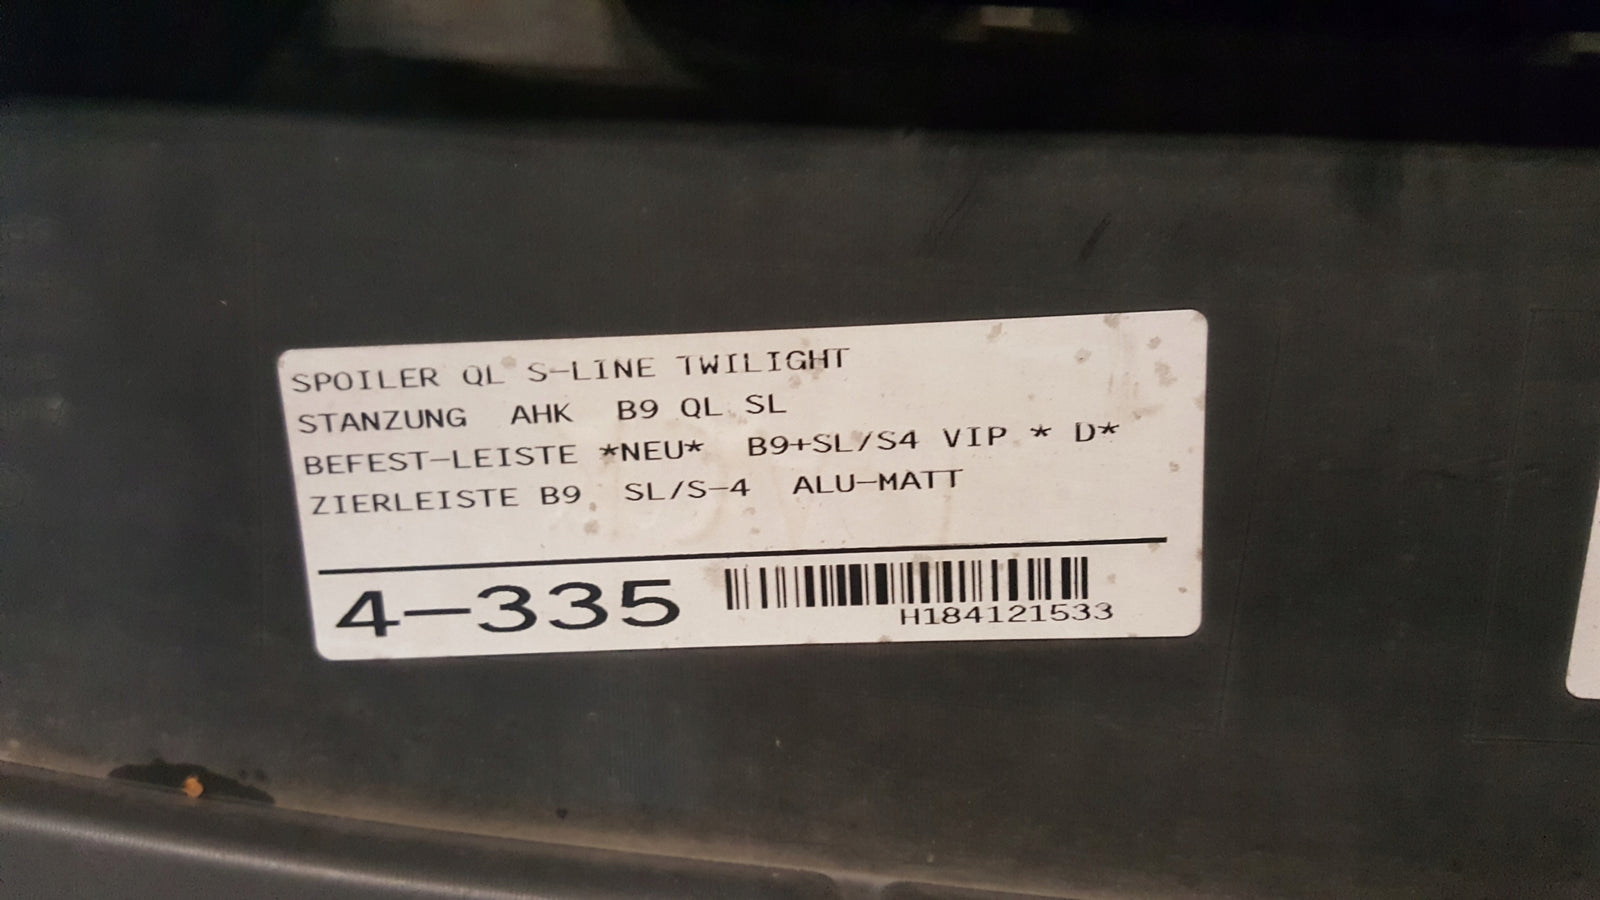 SPOILER QL S-LINE TWILIGHT
STANZUNG AHK B9 QL SL
BEFEST-LEISTE *NEU* B9+SL/S4 VIP * D*
ZIERLEISTE B9 SL/S-4 ALU-MATT
4-335
H184121533